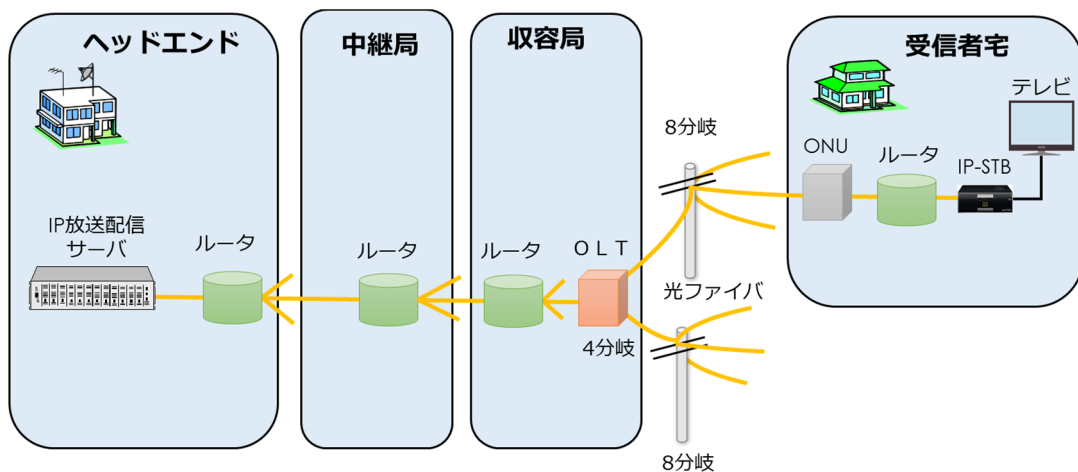 ヘッドエンド
中継局
収容局
受信者宅
テレビ
8分岐
ONU
ルータ
IP-STB
IP放送配信
サーバ
ルータ
ルータ
ルータ
ＯＬＴ
光ファイバ
4分岐
8分岐